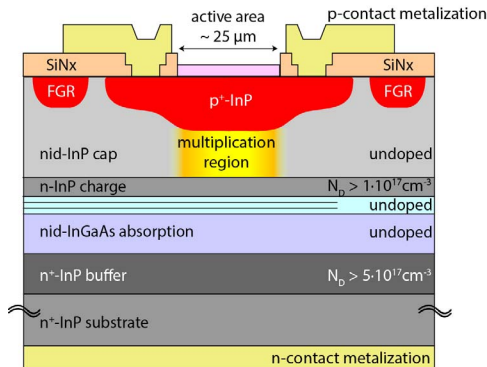 active area
~ 25 µm
p-contact metalization
SiNx
SiNx
FGR
p⁺-InP
FGR
multiplication
region
nid-InP cap
undoped
n-InP charge
N_D > 1·10¹⁷cm⁻³
undoped
nid-InGaAs absorption
undoped
n⁺-InP buffer
N_D > 5·10¹⁷cm⁻³
n⁺-InP substrate
n-contact metalization